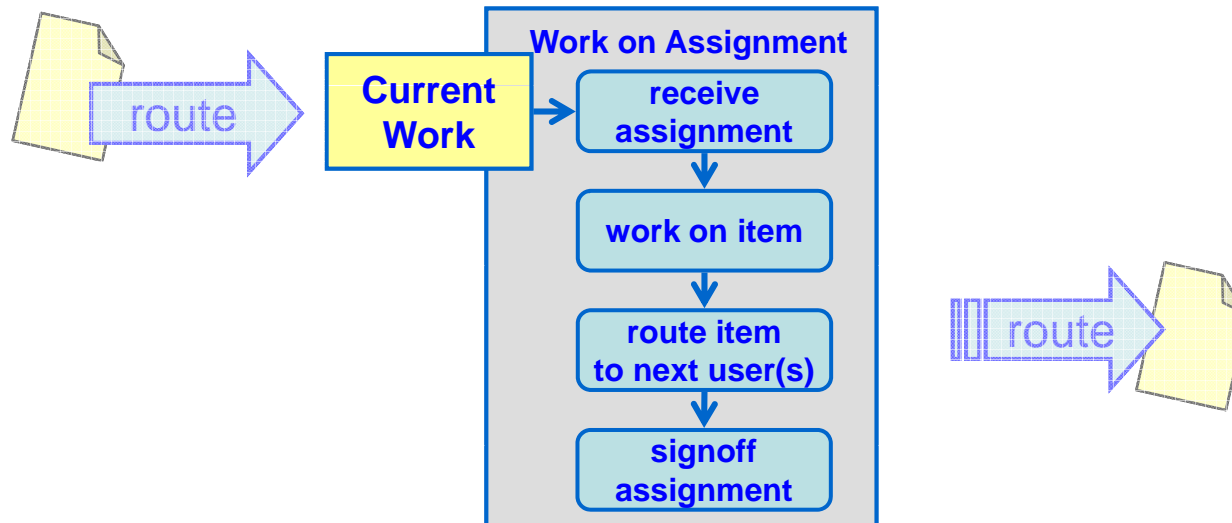 Work on Assignment
route
Current
Work
receive
assignment
work on item
route item
to next user(s)
route
signoff
assignment